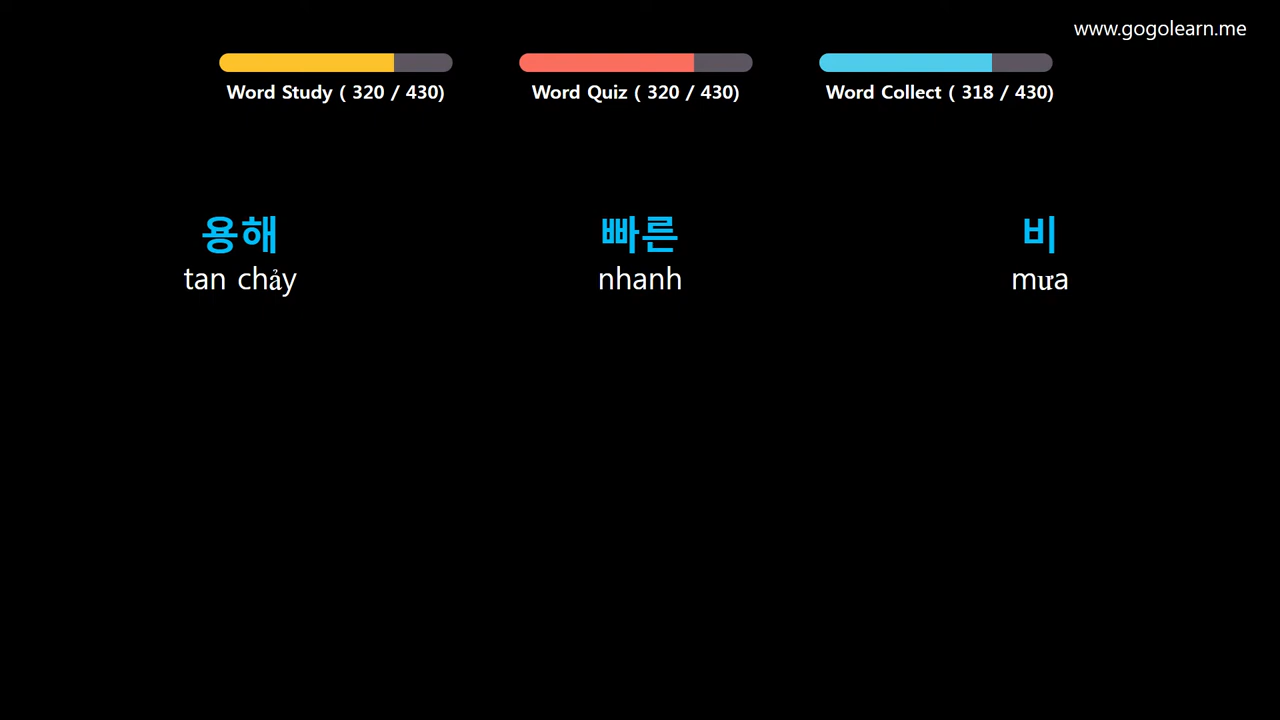 www.gogolearn.me
Word Study ( 320 / 430)
Word Quiz ( 320 / 430)
Word Collect ( 318 / 430)
용해
tan chảy
빠른
nhanh
비
mưa